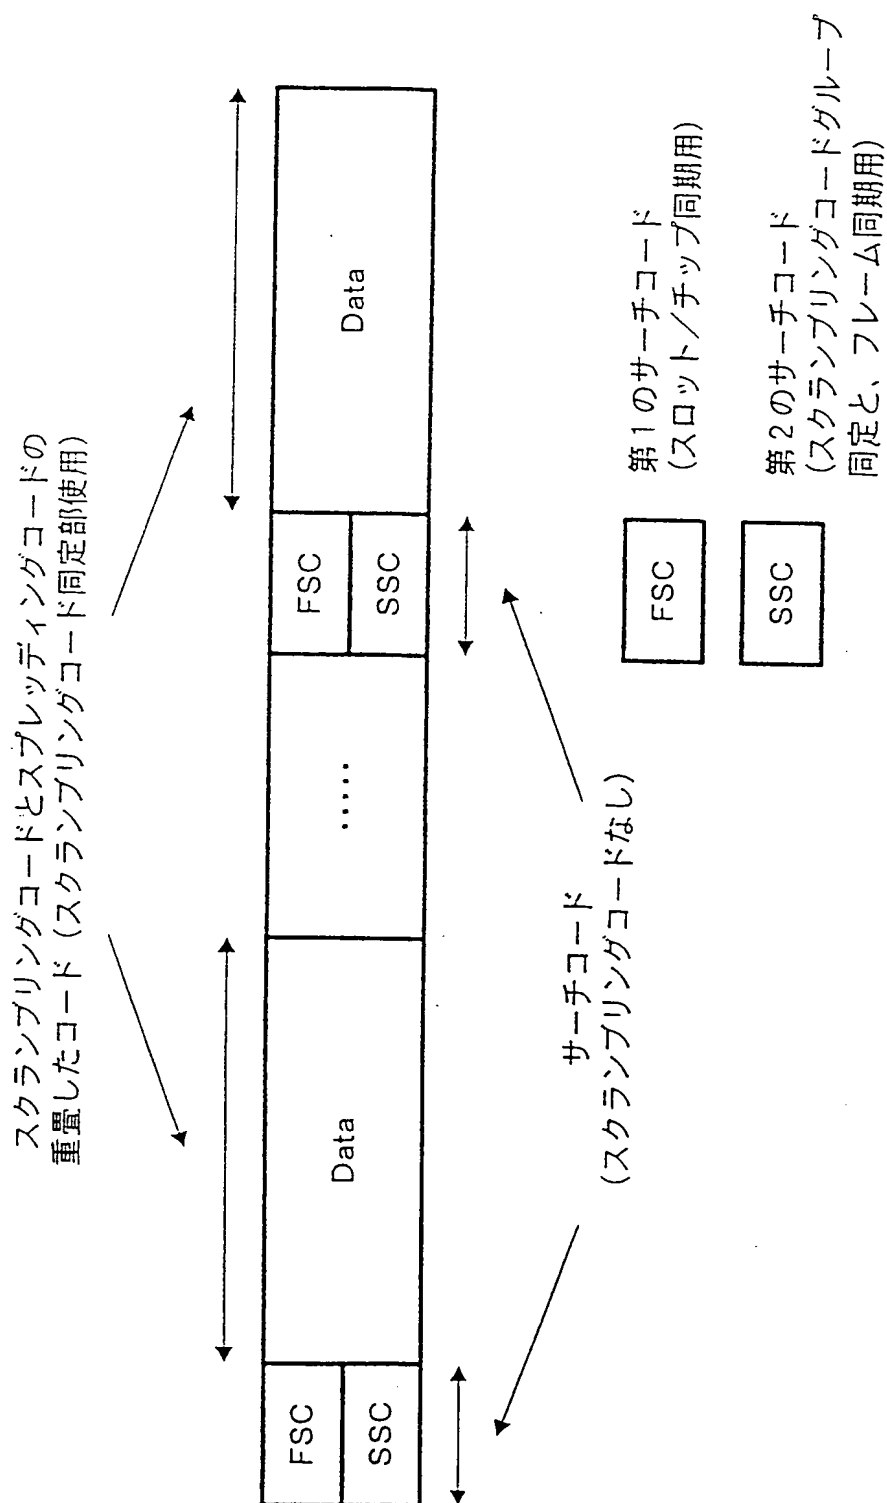 スクランブリングコードとスプレッディングコードの
重畳したコード (スクランブリングコード同定部使用)
FSC
SSC
Data
.....
FSC
SSC
Data
サーチコード
(スクランブリングコードなし)
FSC
第1のサーチコード
(スロット/チップ同期用)
SSC
第2のサーチコード
(スクランブリングコードグループ
同定と、フレーム同期用)